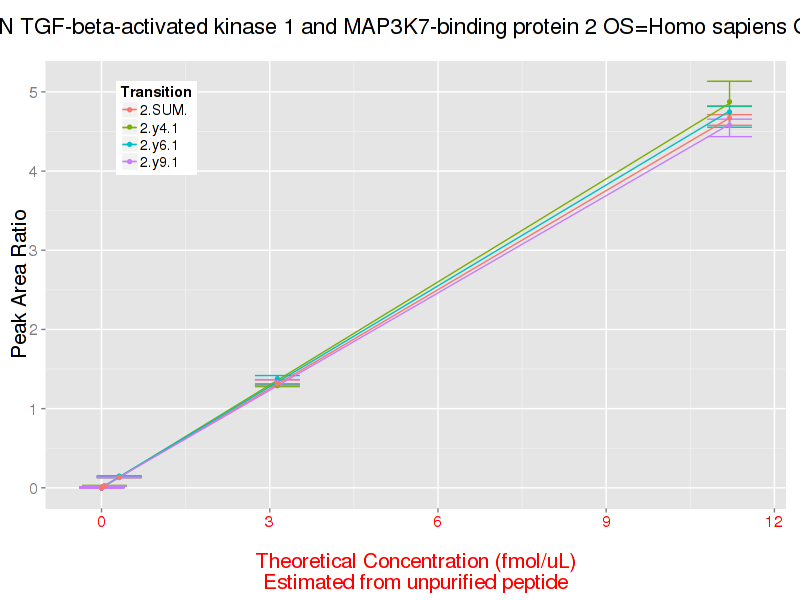 N TGF-beta-activated kinase 1 and MAP3K7-binding protein 2 OS=Homo sapiens
Transition
2.SUM.
2.y4.1
2.y6.1
2.y9.1
Peak Area Ratio
5
4
3
2
1
0
0 3 6 9 12
Theoretical Concentration (fmol/uL)
Estimated from unpurified peptide